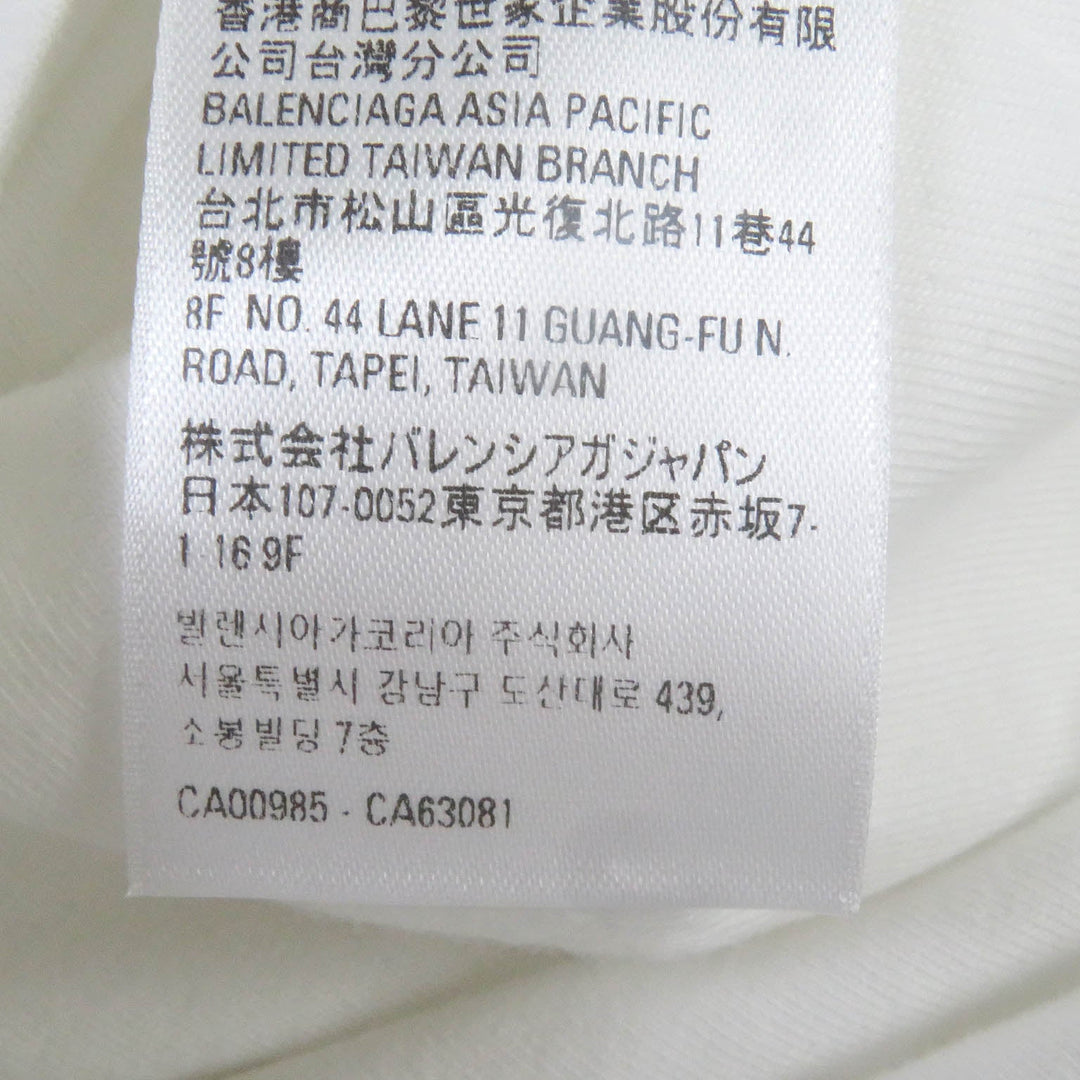 香港商巴黎世家企業股份有限
公司台灣分公司
BALENCIAGA ASIA PACIFIC
LIMITED TAIWAN BRANCH
台北市松山區光復北路11巷44
號8樓
8F NO. 44 LANE 11 GUANG-FU N.
ROAD, TAPEI, TAIWAN
株式会社バレンシアガジャパン
日本107-0052東京都港区赤坂7-
1-16 9F
발렌시아가코리아 주식회사
서울특별시 강남구 도산대로 439,
소봉빌딩 7층
CA00985 - CA63081